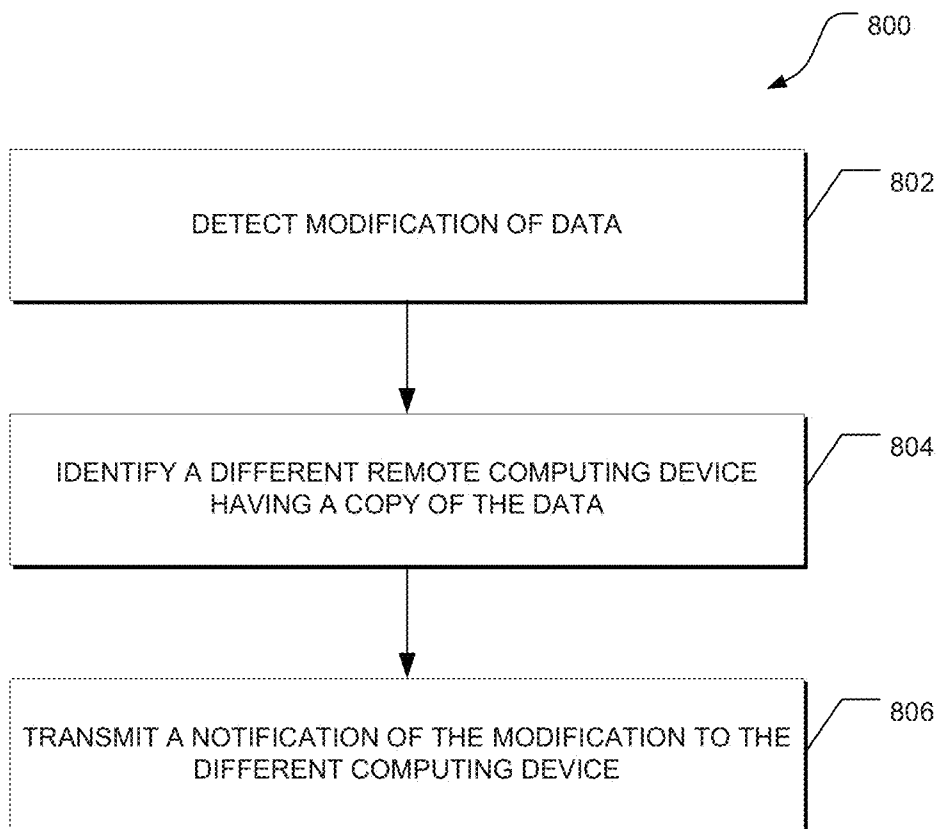 800
DETECT MODIFICATION OF DATA
802
IDENTIFY A DIFFERENT REMOTE COMPUTING DEVICE
HAVING A COPY OF THE DATA
804
TRANSMIT A NOTIFICATION OF THE MODIFICATION TO THE
DIFFERENT COMPUTING DEVICE
806